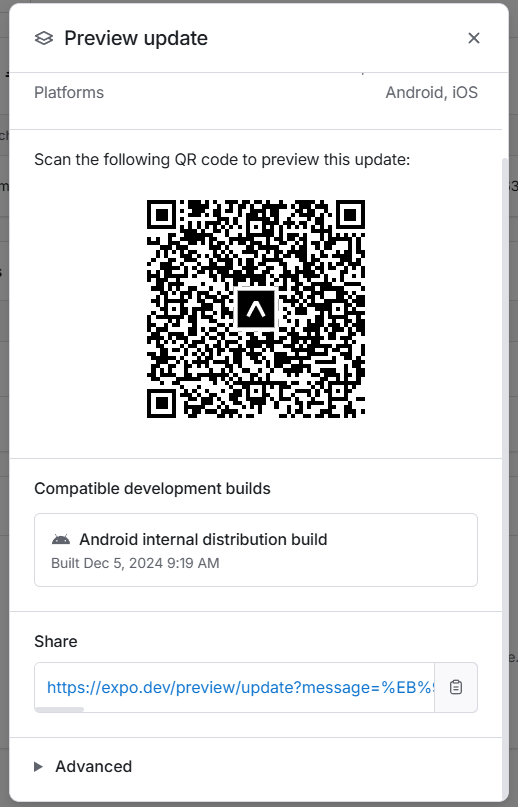 Preview update
Platforms
Android, iOS
Scan the following QR code to preview this update:
Compatible development builds
Android internal distribution build
Built Dec 5, 2024 9:19 AM
Share
https://expo.dev/preview/update?message=%EB%
Advanced